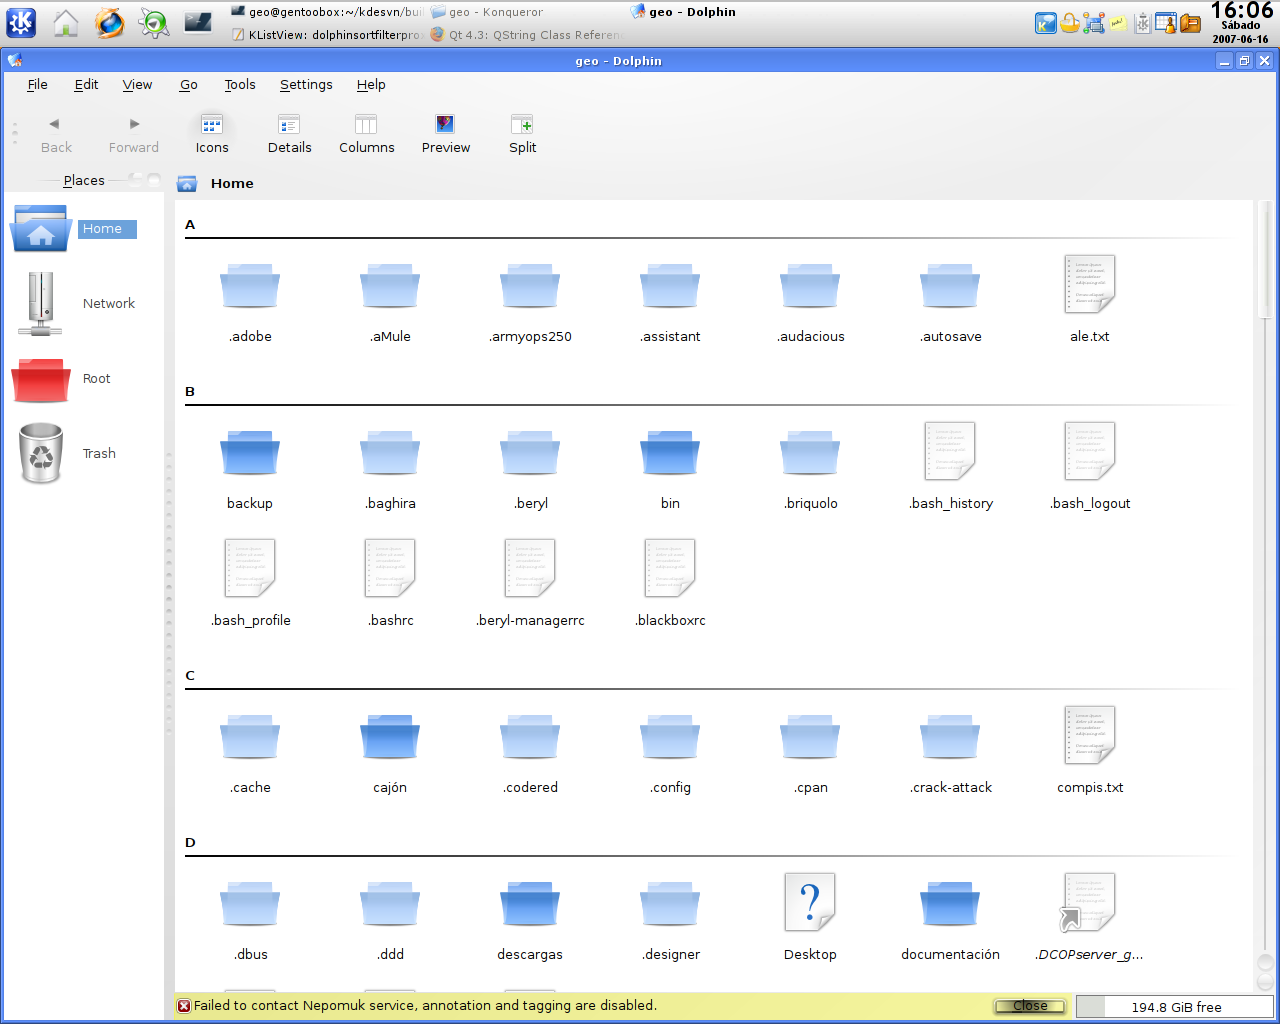 geo@gentoobox:~/kdesvn/bui
geo - Konqueror
geo - Dolphin
KListView: dolphinsortfilterpro
Qt 4.3: QString Class Referen
16:06
Sábado
2007-06-16
geo - Dolphin
File Edit View Go Tools Settings Help
Back Forward Icons Details Columns Preview Split
Places
Home
Home
Network
Root
Trash
A
.adobe .aMule .armyops250 .assistant .audacious .autosave ale.txt
B
backup .baghira .beryl bin .briquolo .bash_history .bash_logout
.bash_profile .bashrc .beryl-managerrc .blackboxrc
C
.cache cajón .codered .config .cpan .crack-attack compis.txt
D
.dbus .ddd descargas .designer Desktop documentación .DCOPserver_g...
Failed to contact Nepomuk service, annotation and tagging are disabled.
Close
194.8 GiB free